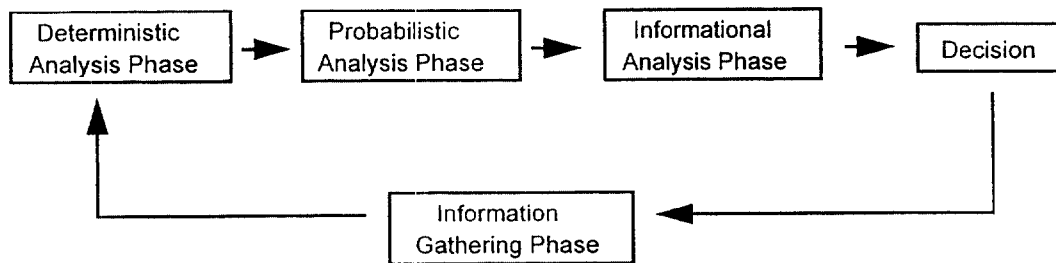 Deterministic
Analysis Phase
Probabilistic
Analysis Phase
Informational
Analysis Phase
Decision
Information
Gathering Phase